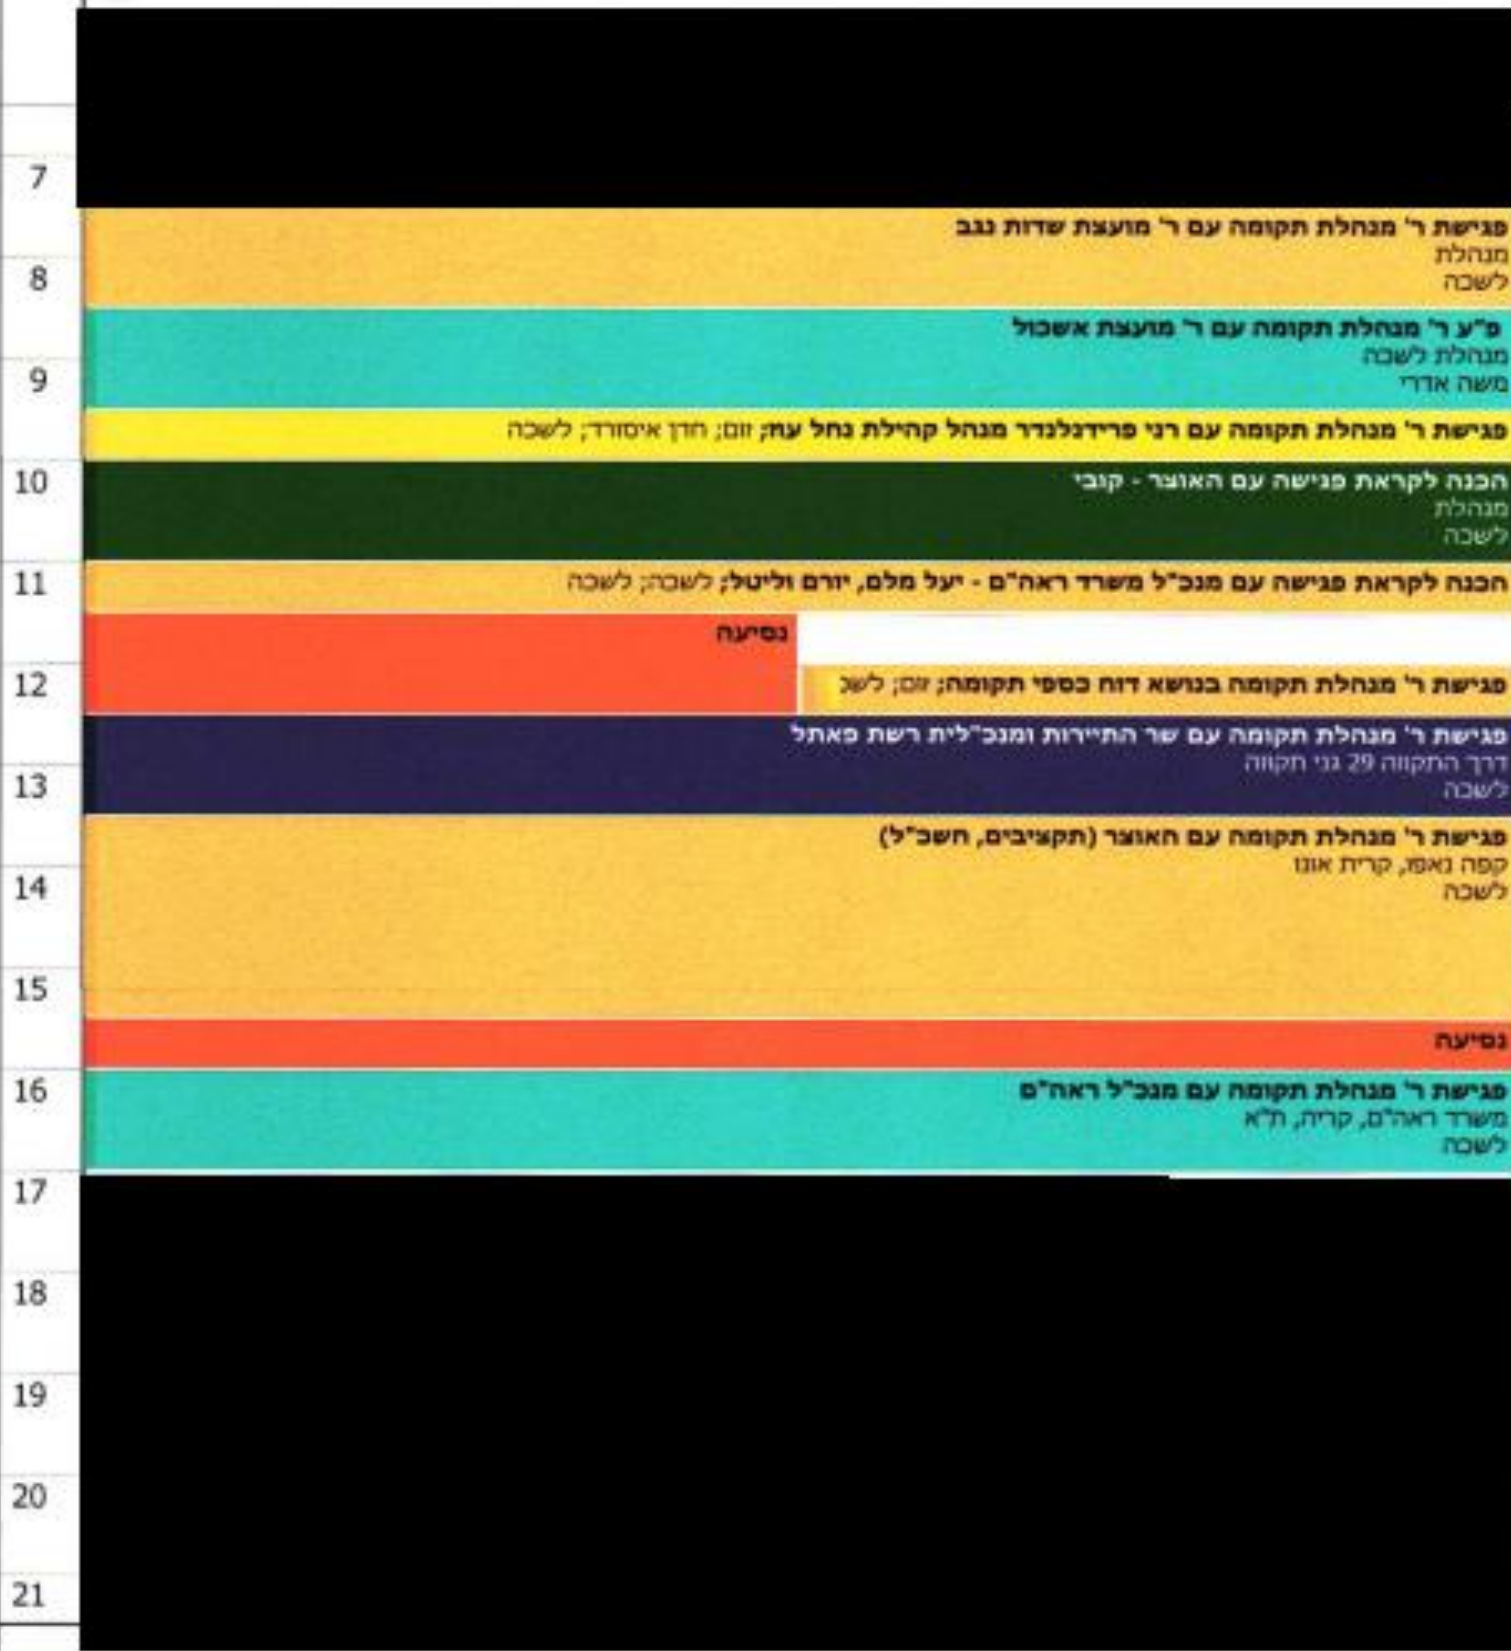 7
פגישת ר' מנהלת תקומה עם ר' מועצת שדות נגב
מנהלת
לשכה
8
פ"ע ר' מנהלת תקומה עם ר' מועצת אשכול
מנהלת לשכה
משה אדרי
9
פגישת ר' מנהלת תקומה עם רני פרידנלנדר מנהל קהילת נחל עוז; זום; חדן איסורד; לשכה
10
הכנה לקראת פגישה עם האוצר - קובי
מנהלת
לשכה
11
הכנה לקראת פגישה עם מנכ"ל משרד ראה"מ - יעל מלם, יורם וליטל; לשכה; לשכה
נסיעה
12
פגישת ר' מנהלת תקומה בנושא דוח כספי תקומה; זום; לשכ
פגישת ר' מנהלת תקומה עם שר התיירות ומנכ"לית רשת פאתל
דרך התקווה 29 גני תקווה
לשכה
13
פגישת ר' מנהלת תקומה עם האוצר (תקציבים, חשכ"ל)
קפה נאפו, קרית אונו
לשכה
14
15
נסיעה
16
פגישת ר' מנהלת תקומה עם מנכ"ל ראה"מ
משרד ראה"מ, קריה, ת"א
לשכה
17
18
19
20
21